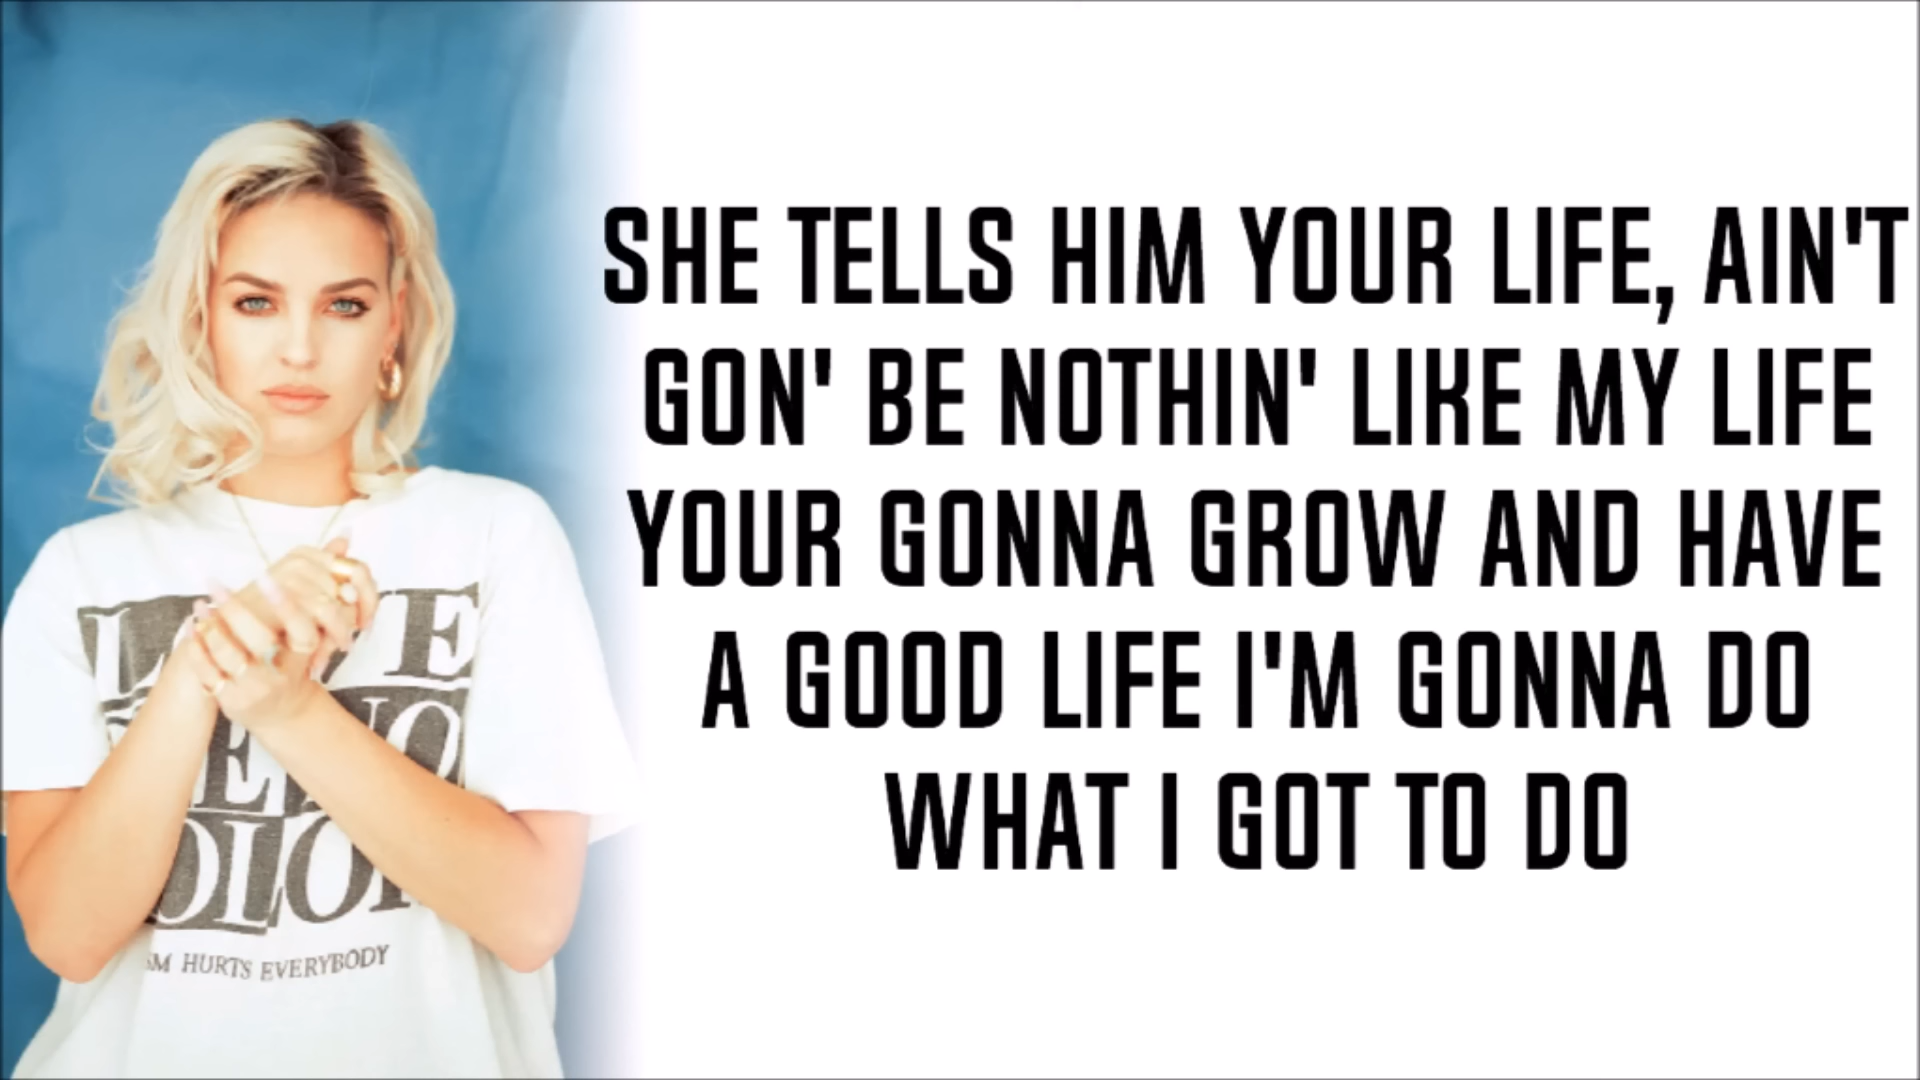 SHE TELLS HIM YOUR LIFE, AIN'T
GON' BE NOTHIN' LIKE MY LIFE
YOUR GONNA GROW AND HAVE
A GOOD LIFE I'M GONNA DO
WHAT I GOT TO DO
SM HURTS EVERYBODY